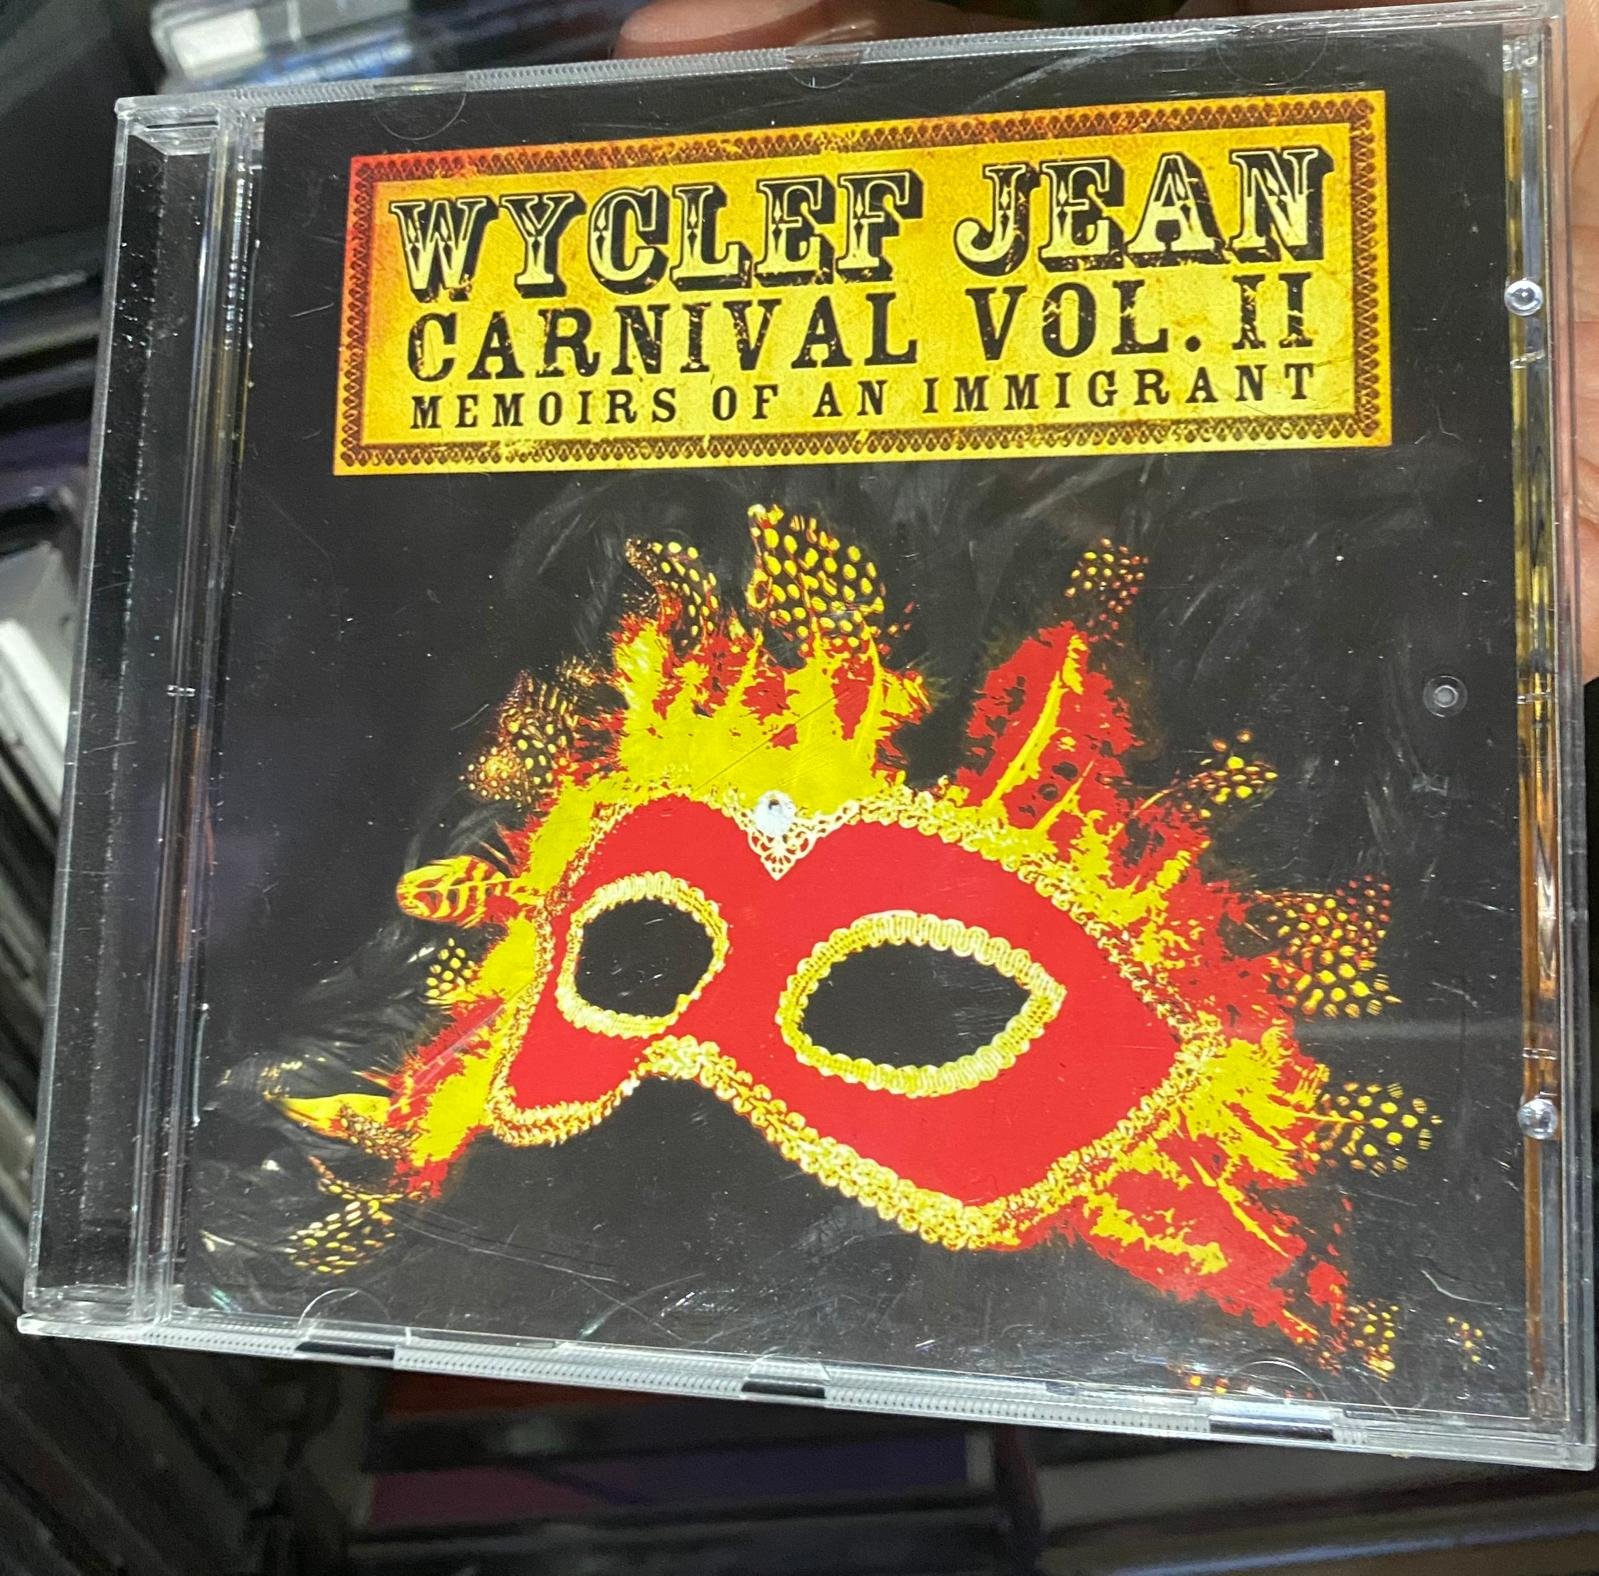 WYCLEF JEAN
CARNIVAL VOL. II
MEMOIRS OF AN IMMIGRANT